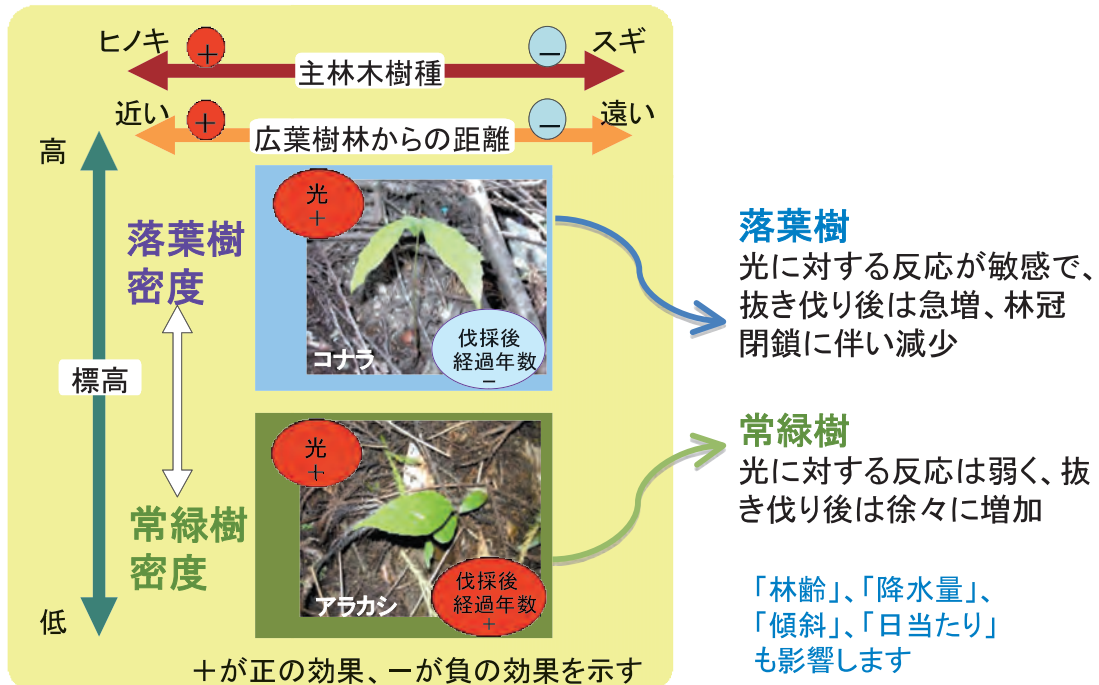 ヒノキ ＋ － スギ
主林木樹種
近い ＋ － 遠い
広葉樹林からの距離
高
標高
低
落葉樹
密度
常緑樹
密度
光
＋
コナラ
伐採後
経過年数
－
光
＋
アラカシ
伐採後
経過年数
＋
＋が正の効果、－が負の効果を示す
落葉樹
光に対する反応が敏感で、
抜き伐り後は急増、林冠
閉鎖に伴い減少
常緑樹
光に対する反応は弱く、抜
き伐り後は徐々に増加
「林齢」、「降水量」、
「傾斜」、「日当たり」
も影響します